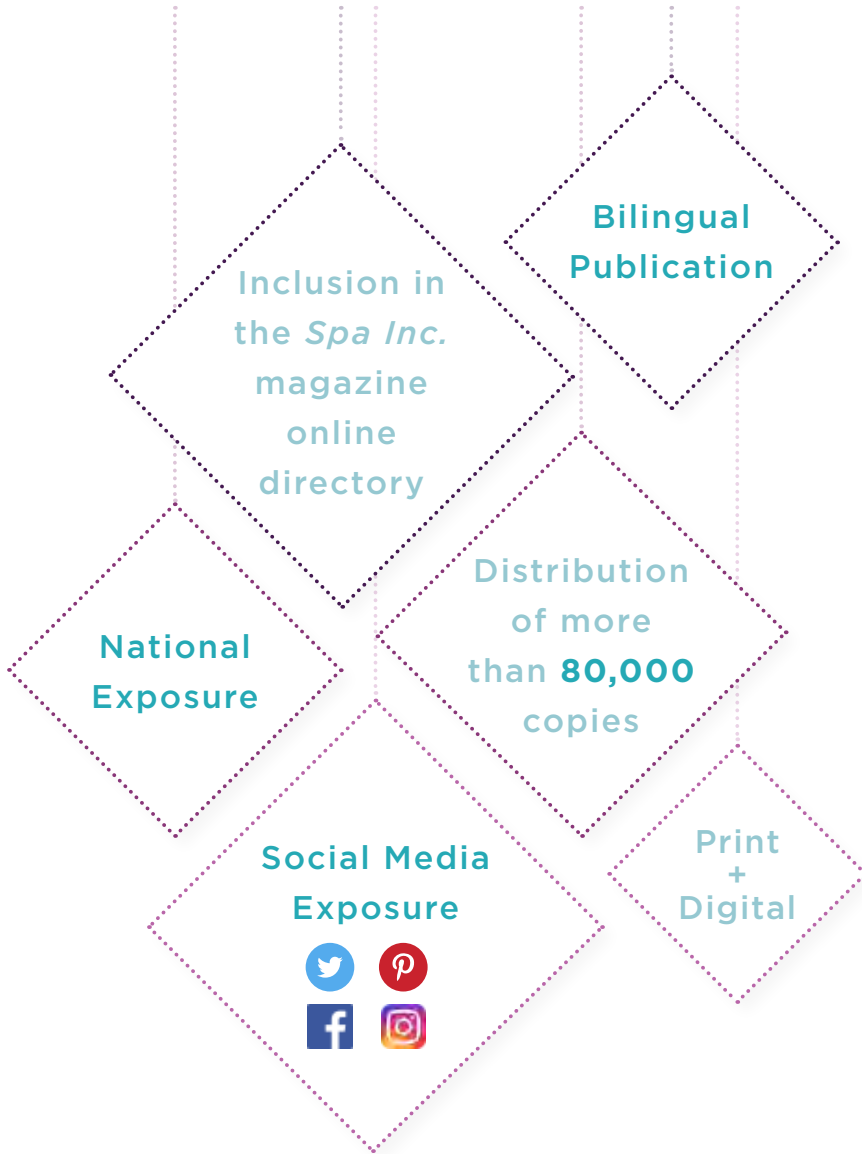 Bilingual
Publication
Inclusion in
the Spa Inc.
magazine
online
directory
Distribution
of more
than 80,000
copies
National
Exposure
Social Media
Exposure
Print
+
Digital